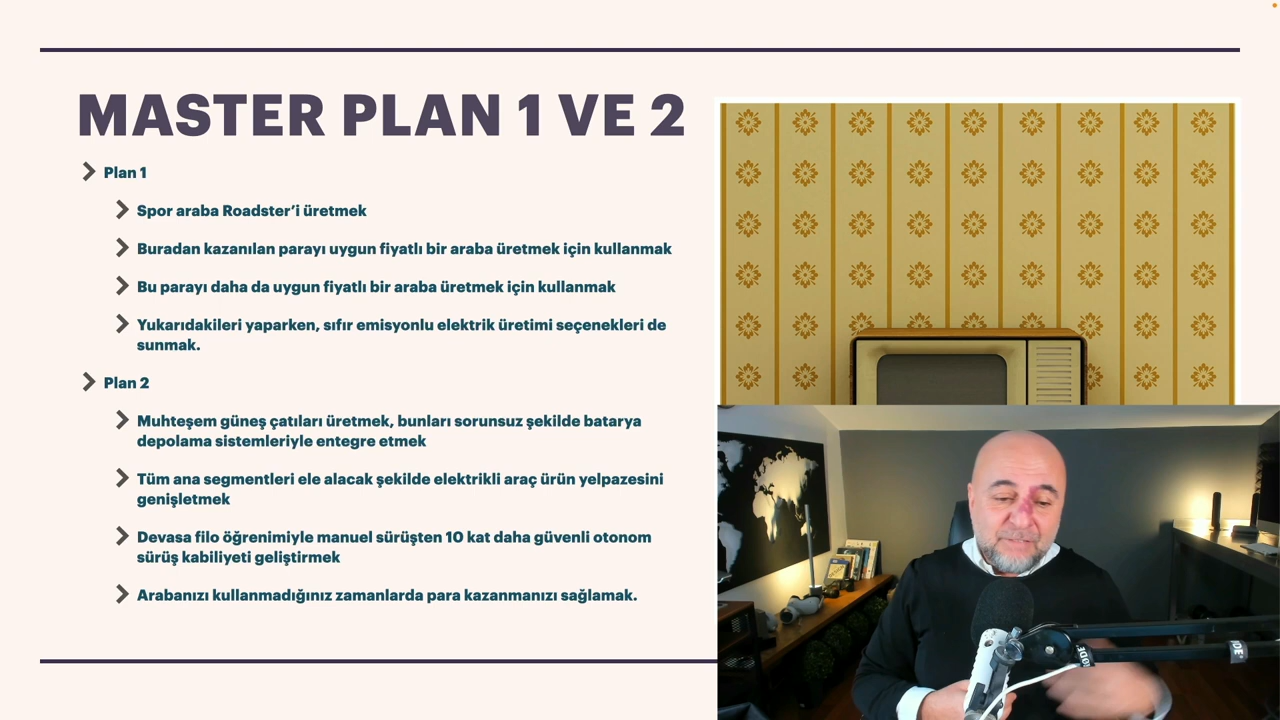 MASTER PLAN 1 VE 2
Plan 1
Spor araba Roadster’i üretmek
Buradan kazanılan parayı uygun fiyatlı bir araba üretmek için kullanmak
Bu parayı daha da uygun fiyatlı bir araba üretmek için kullanmak
Yukarıdakileri yaparken, sıfır emisyonlu elektrik üretimi seçenekleri de
sunmak.
Plan 2
Muhteşem güneş çatıları üretmek, bunları sorunsuz şekilde batarya
depolama sistemleriyle entegre etmek
Tüm ana segmentleri ele alacak şekilde elektrikli araç ürün yelpazesini
genişletmek
Devasa filo öğrenimiyle manuel sürüşten 10 kat daha güvenli otonom
sürüş kabiliyeti geliştirmek
Arabanızı kullanmadığınız zamanlarda para kazanmanızı sağlamak.